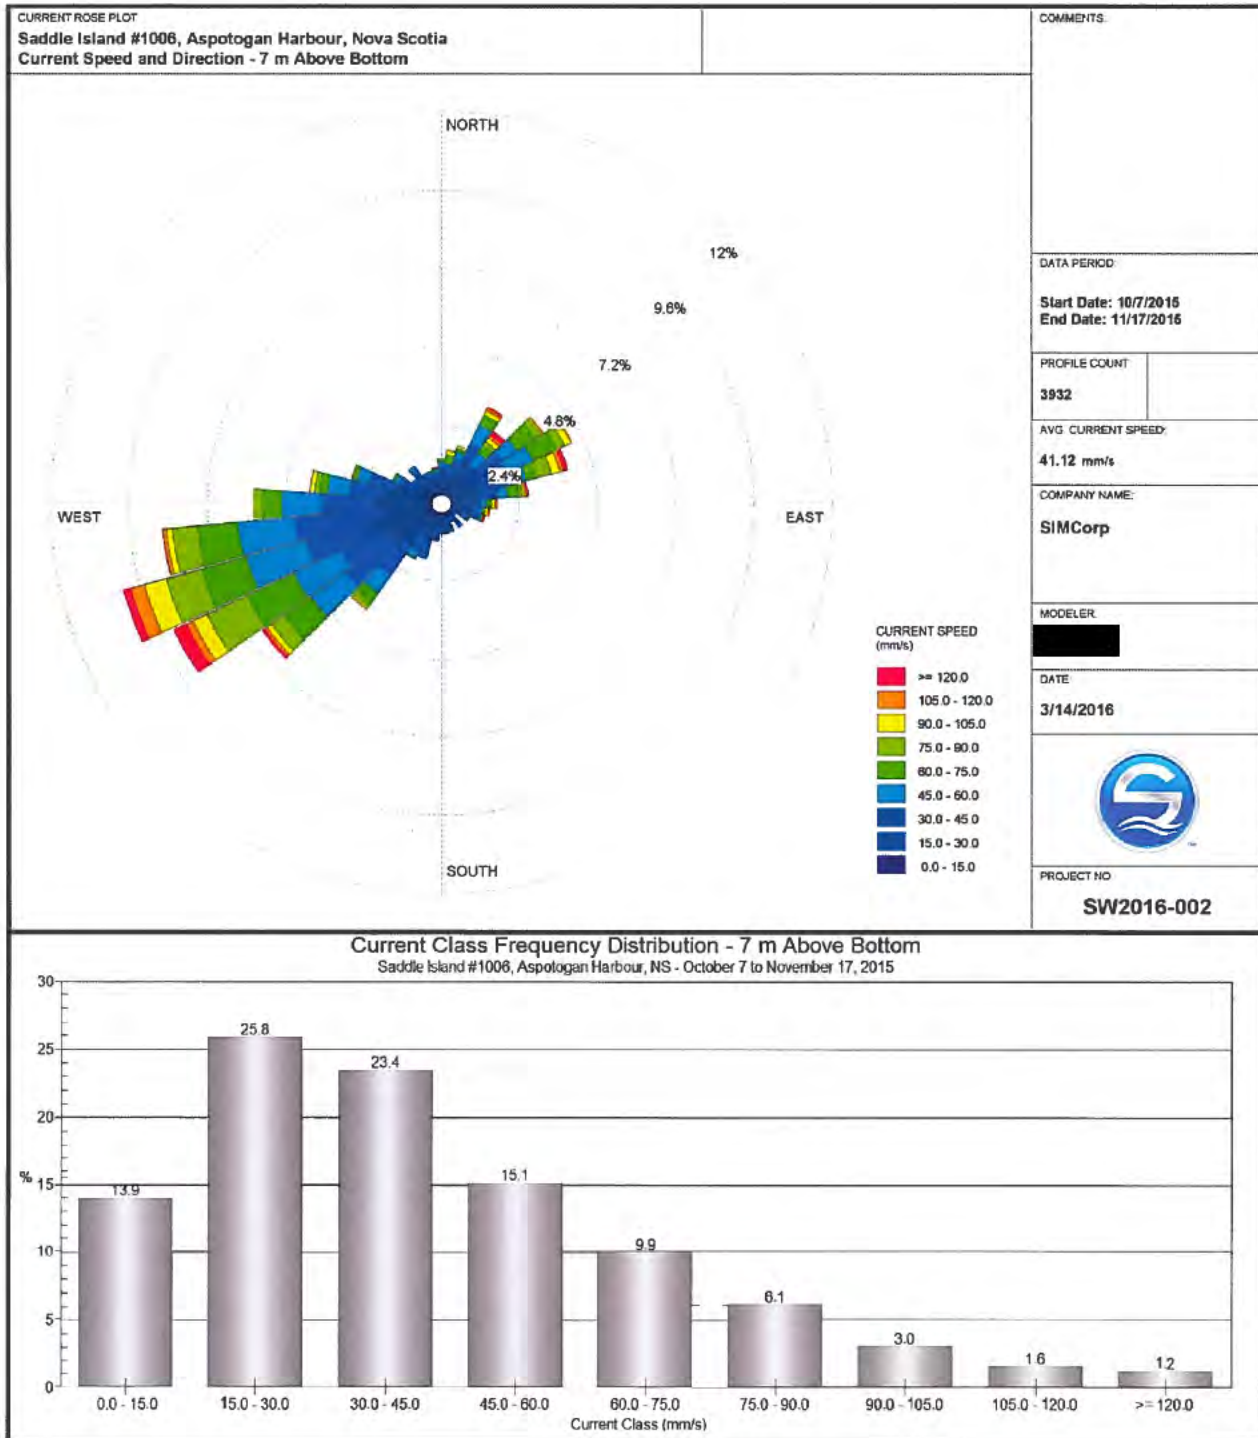 CURRENT ROSE PLOT
Saddle Island #1006, Aspotogan Harbour, Nova Scotia
Current Speed and Direction - 7 m Above Bottom
COMMENTS:
NORTH
12%
9.6%
7.2%
4.8%
2.4%
WEST
EAST
SOUTH
CURRENT SPEED
(mm/s)
>= 120.0
105.0 - 120.0
90.0 - 105.0
75.0 - 90.0
60.0 - 75.0
45.0 - 60.0
30.0 - 45.0
15.0 - 30.0
0.0 - 15.0
DATA PERIOD:
Start Date: 10/7/2015
End Date: 11/17/2015
PROFILE COUNT:
3932
AVG. CURRENT SPEED:
41.12 mm/s
COMPANY NAME:
SIMCorp
MODELER:
DATE:
3/14/2016
PROJECT NO.
SW2016-002
Current Class Frequency Distribution - 7 m Above Bottom
Saddle Island #1006, Aspotogan Harbour, NS - October 7 to November 17, 2015
30
25
20
15
10
5
0
%
13.9
25.8
23.4
15.1
9.9
6.1
3.0
1.6
1.2
0.0 - 15.0
15.0 - 30.0
30.0 - 45.0
45.0 - 60.0
60.0 - 75.0
75.0 - 90.0
90.0 - 105.0
105.0 - 120.0
>= 120.0
Current Class (mm/s)